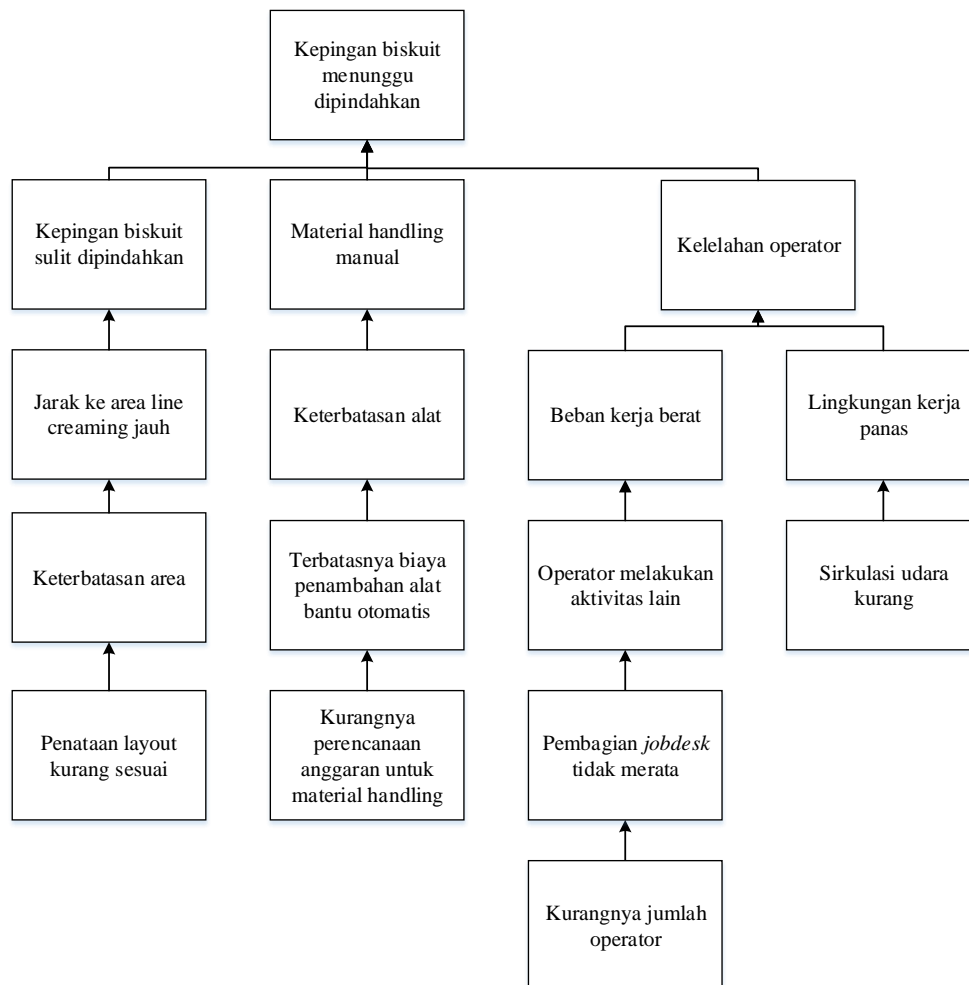 Kepingan biskuit
menunggu
dipindahkan
Kepingan biskuit
sulit dipindahkan
Material handling
manual
Kelelahan operator
Jarak ke area line
creaming jauh
Keterbatasan alat
Beban kerja berat
Lingkungan kerja
panas
Keterbatasan area
Terbatasnya biaya
penambahan alat
bantu otomatis
Operator melakukan
aktivitas lain
Sirkulasi udara
kurang
Penataan layout
kurang sesuai
Kurangnya
perencanaan
anggaran untuk
material handling
Pembagian jobdesk
tidak merata
Kurangnya jumlah
operator